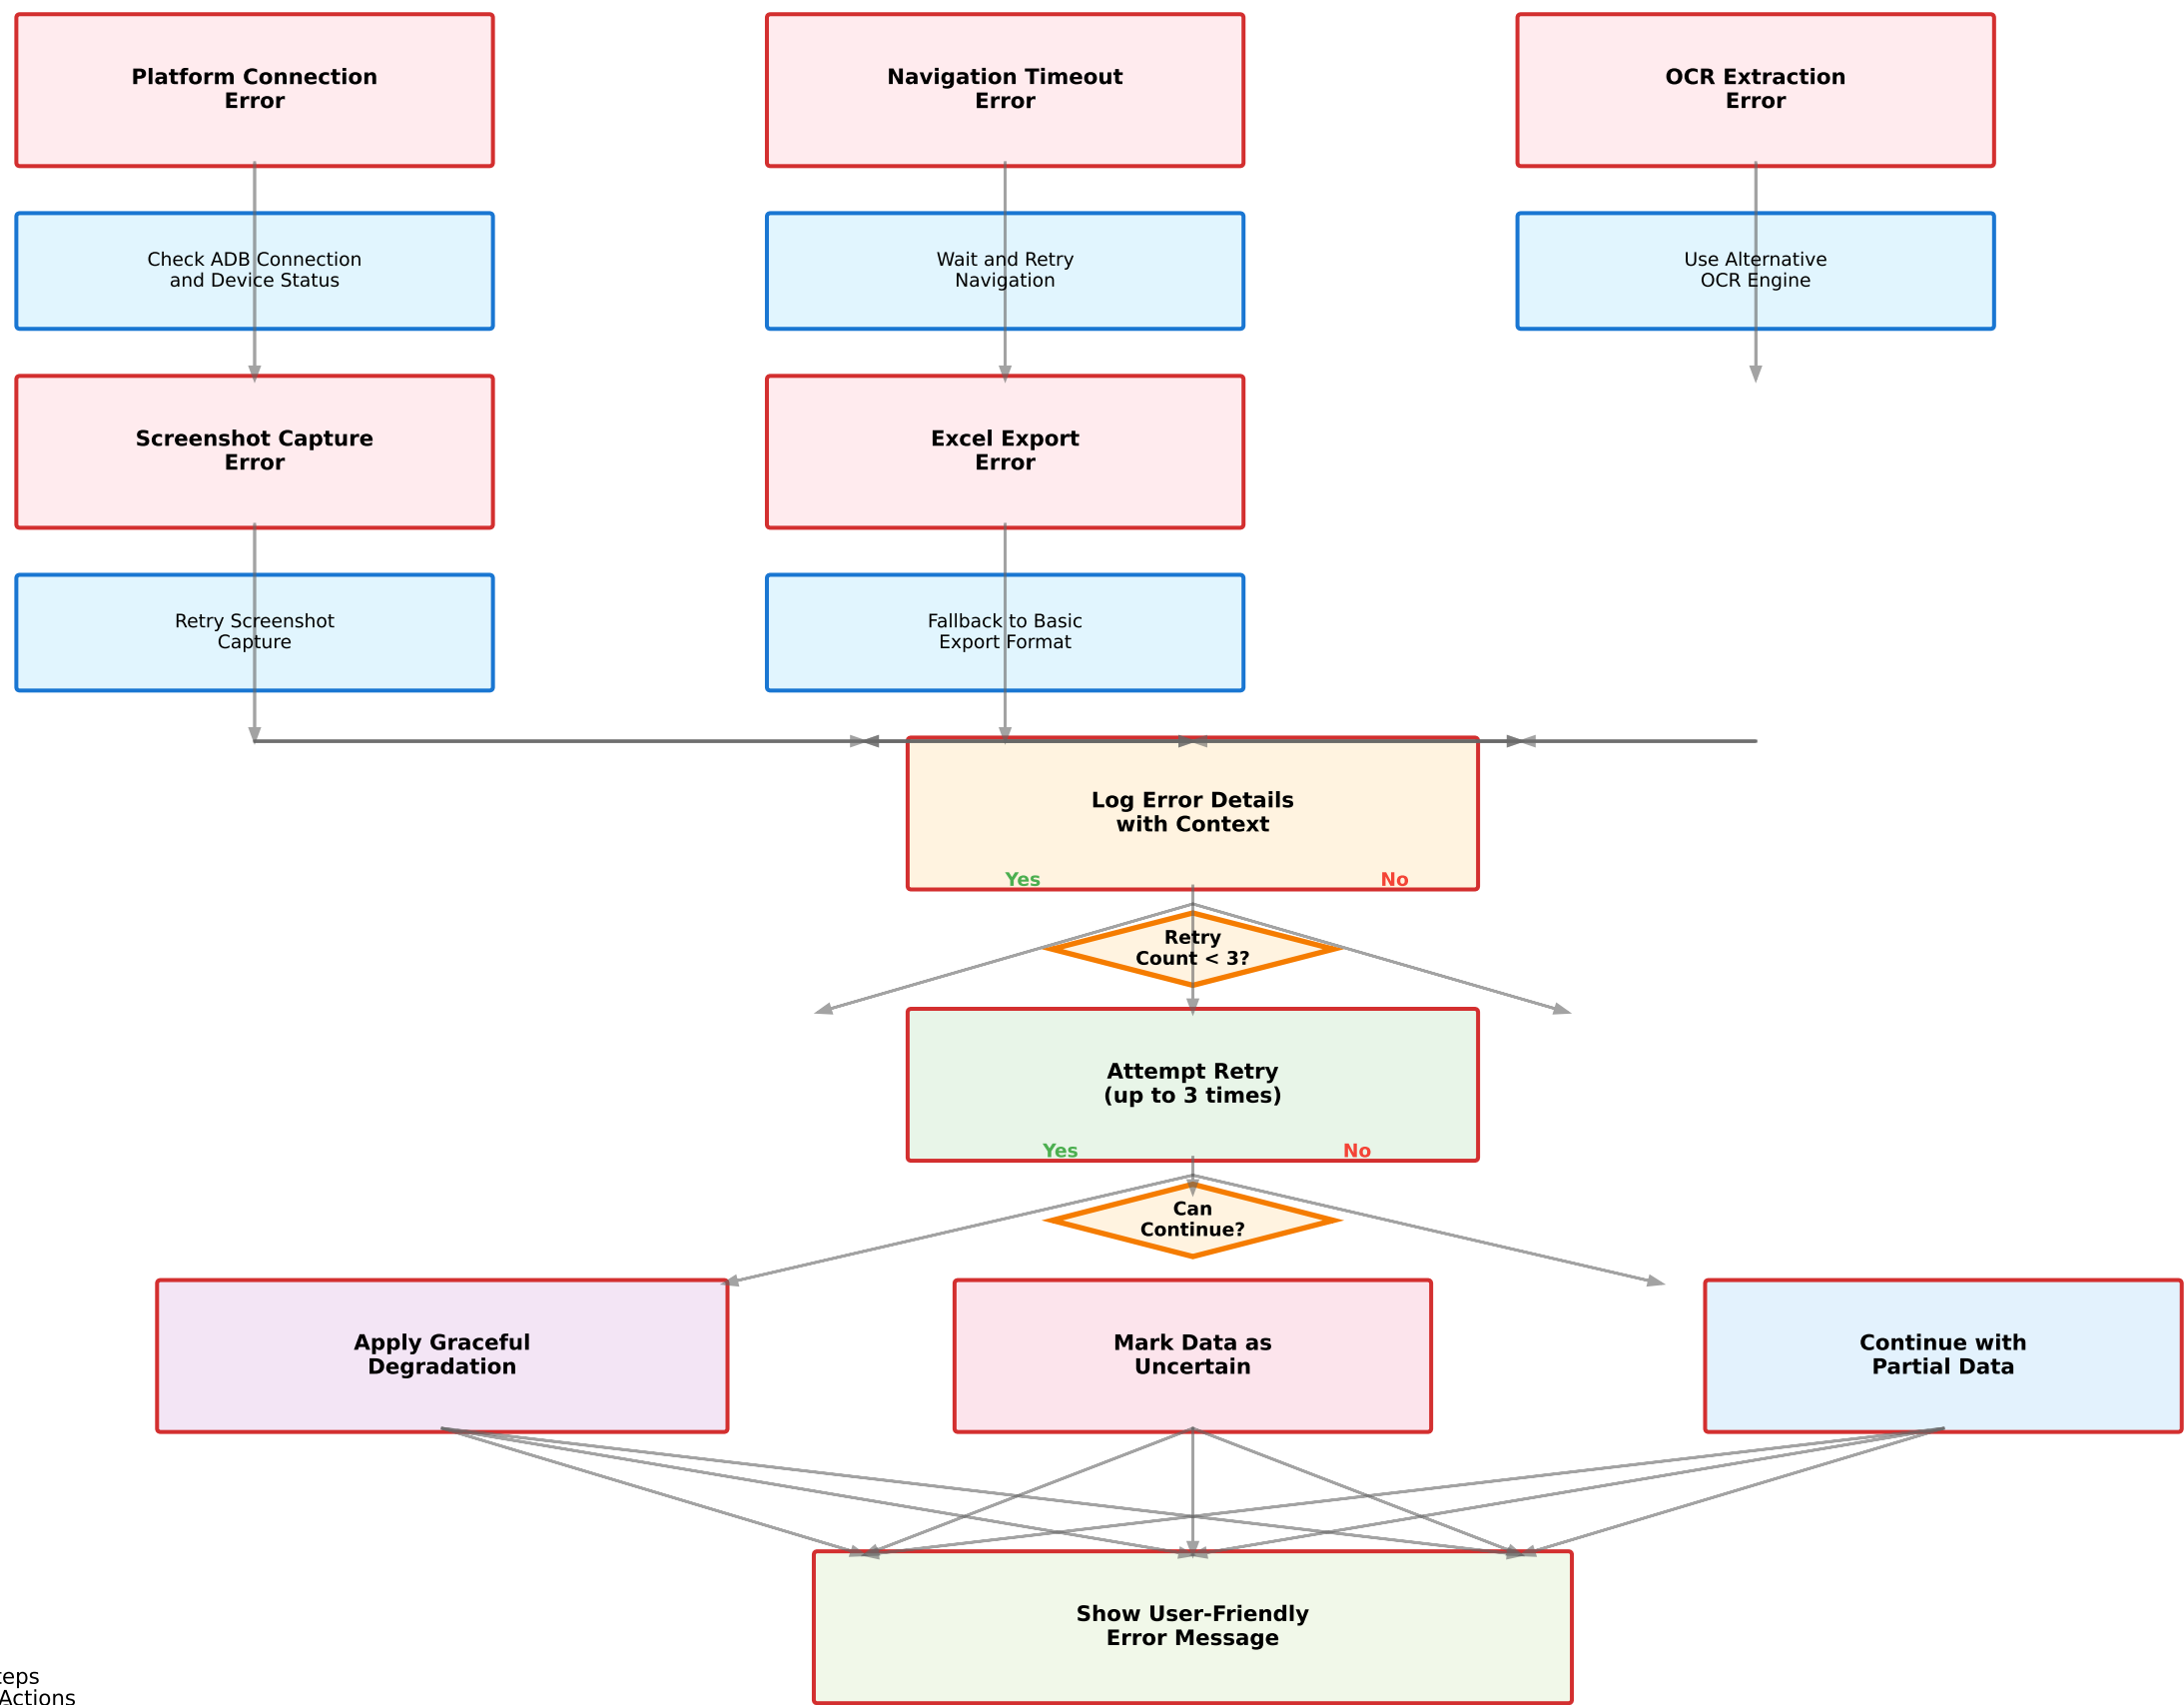 Platform Connection
Error
Navigation Timeout
Error
OCR Extraction
Error
Check ADB Connection
and Device Status
Wait and Retry
Navigation
Use Alternative
OCR Engine
Screenshot Capture
Error
Excel Export
Error
Retry Screenshot
Capture
Fallback to Basic
Export Format
Log Error Details
with Context
Yes
No
Retry
Count < 3?
Attempt Retry
(up to 3 times)
Yes
No
Can
Continue?
Apply Graceful
Degradation
Mark Data as
Uncertain
Continue with
Partial Data
Show User-Friendly
Error Message
Actions